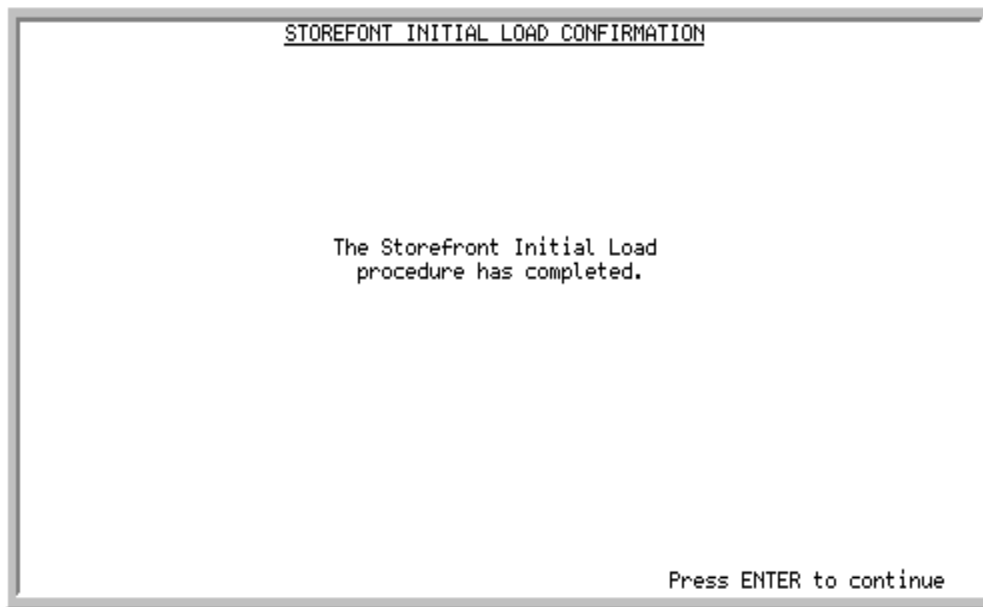 STOREFONT INITIAL LOAD CONFIRMATION
The Storefront Initial Load
procedure has completed.
Press ENTER to continue